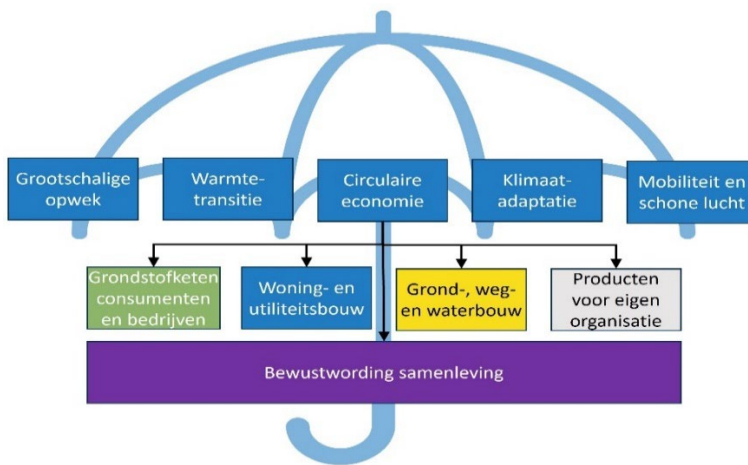 Grootschalige
opwek
Warmte-
transitie
Circulaire
economie
Klimaat-
adaptatie
Mobiliteit en
schone lucht
Grondstofketen
consumenten
en bedrijven
Woning- en
utiliteitsbouw
Grond-, weg-
en waterbouw
Producten
voor eigen
organisatie
Bewustwording samenleving